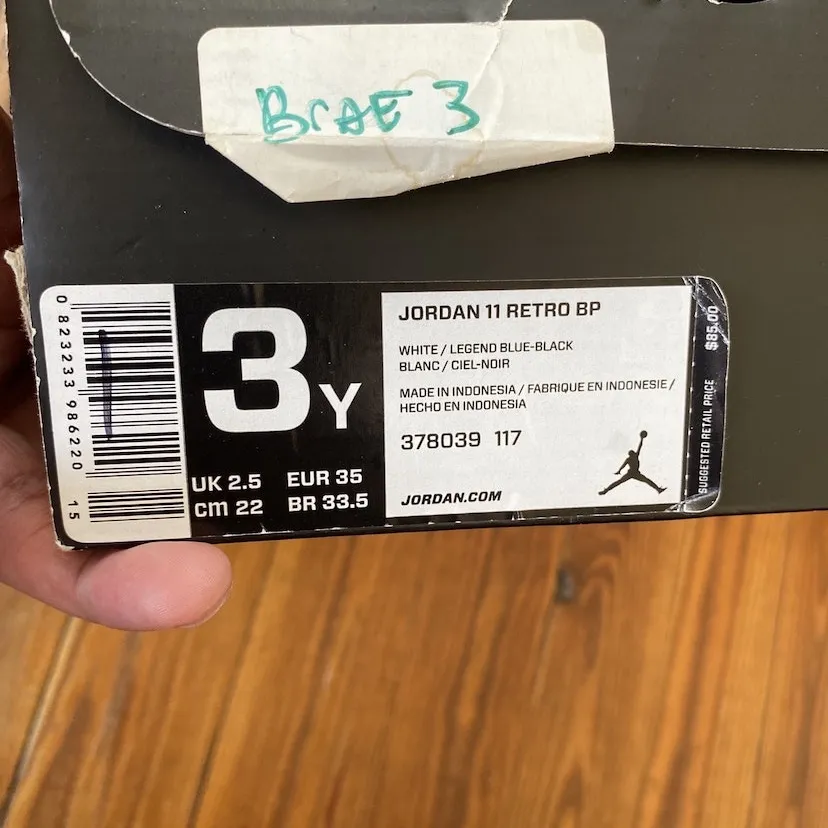 BrAE 3
0 823233 986220 15
3Y
UK 2.5 EUR 35
cm 22 BR 33.5
JORDAN 11 RETRO BP
WHITE / LEGEND BLUE-BLACK
BLANC / CIEL-NOIR
MADE IN INDONESIA / FABRIQUE EN INDONESIE /
HECHO EN INDONESIA
378039 117
JORDAN.COM
SUGGESTED RETAIL PRICE $85.00